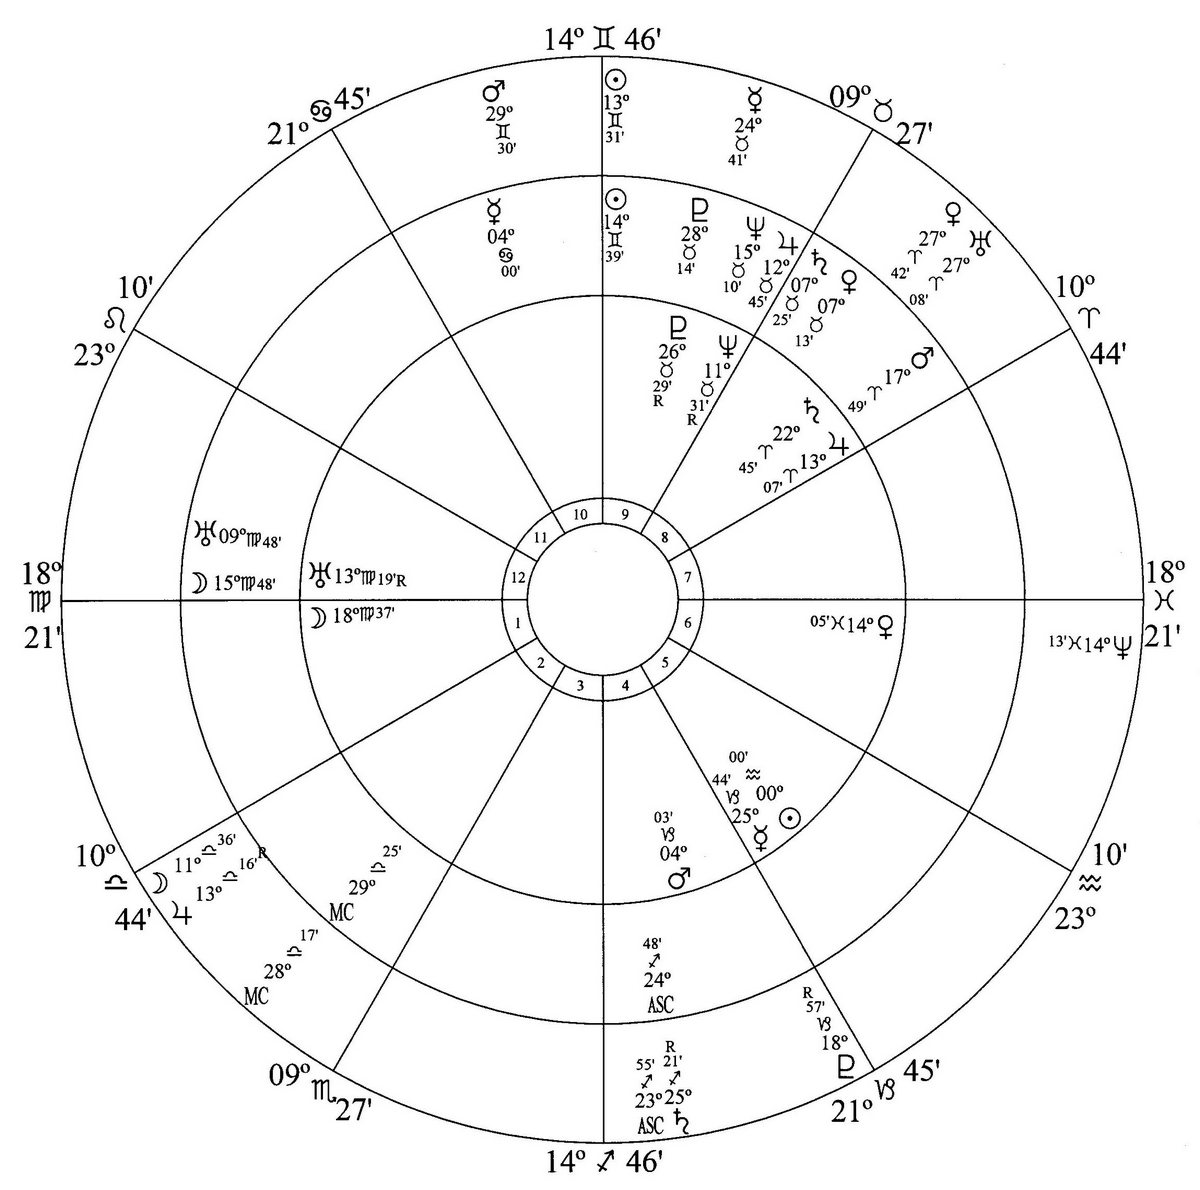 14º ♊ 46'
09º ♉ 27'
10º ♈ 44'
18º ♓ 21'
10' ♒ 23º
45' ♑ 21º
14º ♐ 46'
09º ♏ 27'
10º ♎ 44'
18º ♍ 21'
10' ♌ 23º
21º ♋ 45'
♂ 29º ♊ 30'
☉ 13º ♊ 31'
☿ 24º ♉ 41'
♀ 27º ♈ 42'
♅ 27º ♈ 08'
13' ♓ 14º ♆
R 57' ♑ 18º ♇
R 21' ♐ 25º ♄
55' ♐ 23º ASC
17' ♎ 28º MC
☽ 11º ♎ 36'
♃ 13º ♎ 16' R
☿ 04º ♋ 00'
☉ 14º ♊ 39'
♇ 28º ♉ 14'
♆ 15º ♉ 10'
♃ 12º ♉ 45'
♄ 07º ♉ 25'
♀ 07º ♉ 13'
♂ 17º ♈ 49'
48' ♐ 24º ASC
25' ♎ 29º MC
☽ 15º ♍ 48'
♅ 09º ♍ 48'
♇ 26º ♉ 29' R
♆ 11º ♉ 31' R
♄ 22º ♈ 45'
♃ 13º ♈ 07'
05' ♓ 14º ♀
00' ♒ 00º ☉
44' ♑ 25º ☿
03' ♑ 04º ♂
☽ 18º ♍ 37'
♅ 13º ♍ 19' R
1
2
3
4
5
6
7
8
9
10
11
12